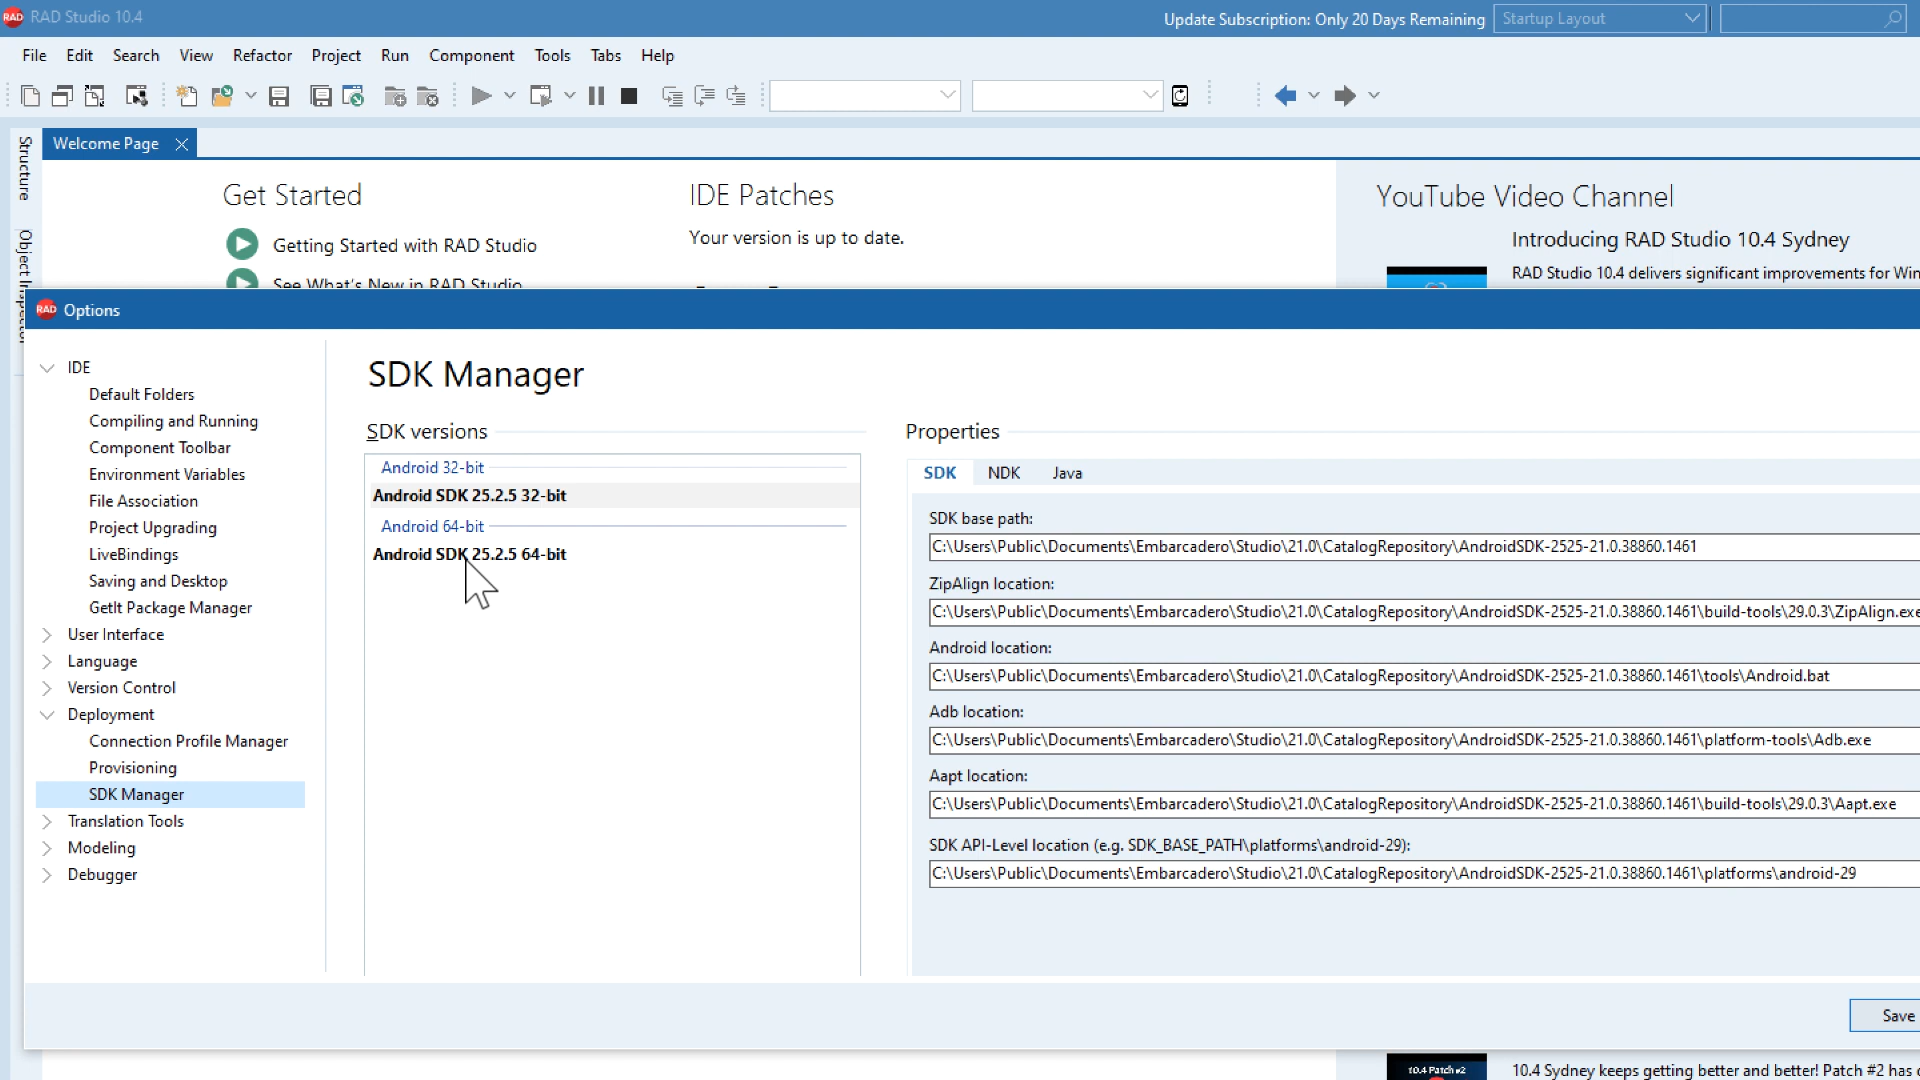 RAD RAD Studio 10.4
Update Subscription: Only 20 Days Remaining
Startup Layout
File Edit Search View Refactor Project Run Component Tools Tabs Help
Structure
Object
Welcome Page
Get Started
Getting Started with RAD Studio
See What's New in RAD Studio
IDE Patches
Your version is up to date.
YouTube Video Channel
Introducing RAD Studio 10.4 Sydney
RAD Studio 10.4 delivers significant improvements for Win
RAD Options
IDE
Default Folders
Compiling and Running
Component Toolbar
Environment Variables
File Association
Project Upgrading
LiveBindings
Saving and Desktop
GetIt Package Manager
User Interface
Language
Version Control
Deployment
Connection Profile Manager
Provisioning
SDK Manager
Translation Tools
Modeling
Debugger
SDK Manager
SDK versions
Android 32-bit
Android SDK 25.2.5 32-bit
Android 64-bit
Android SDK 25.2.5 64-bit
Properties
SDK NDK Java
SDK base path:
C:\Users\Public\Documents\Embarcadero\Studio\21.0\CatalogRepository\AndroidSDK-2525-21.0.38860.1461
ZipAlign location:
C:\Users\Public\Documents\Embarcadero\Studio\21.0\CatalogRepository\AndroidSDK-2525-21.0.38860.1461\build-tools\29.0.3\ZipAlign.exe
Android location:
C:\Users\Public\Documents\Embarcadero\Studio\21.0\CatalogRepository\AndroidSDK-2525-21.0.38860.1461\tools\Android.bat
Adb location:
C:\Users\Public\Documents\Embarcadero\Studio\21.0\CatalogRepository\AndroidSDK-2525-21.0.38860.1461\platform-tools\Adb.exe
Aapt location:
C:\Users\Public\Documents\Embarcadero\Studio\21.0\CatalogRepository\AndroidSDK-2525-21.0.38860.1461\build-tools\29.0.3\Aapt.exe
SDK API-Level location (e.g. SDK_BASE_PATH\platforms\android-29):
C:\Users\Public\Documents\Embarcadero\Studio\21.0\CatalogRepository\AndroidSDK-2525-21.0.38860.1461\platforms\android-29
Save
10.4 Patch #2
10.4 Sydney keeps getting better and better! Patch #2 has